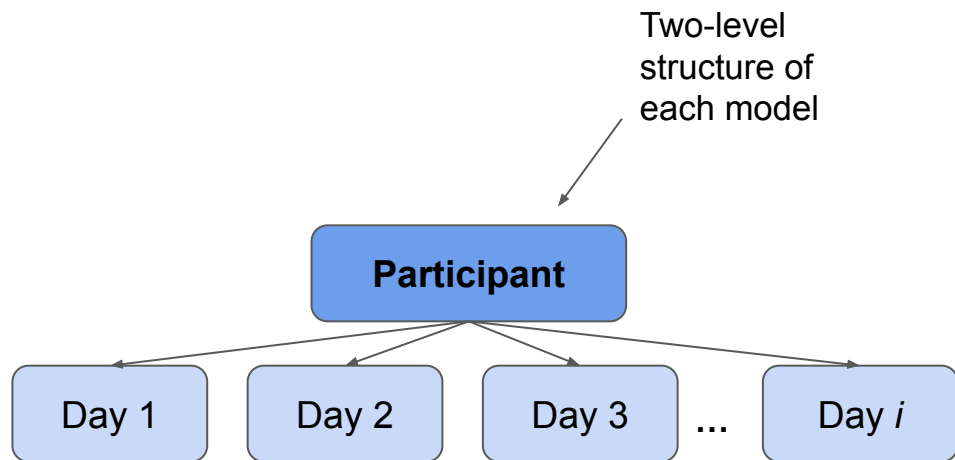 Two-level
structure of
each model
Participant
Day 1
Day 2
Day 3
...
Day i